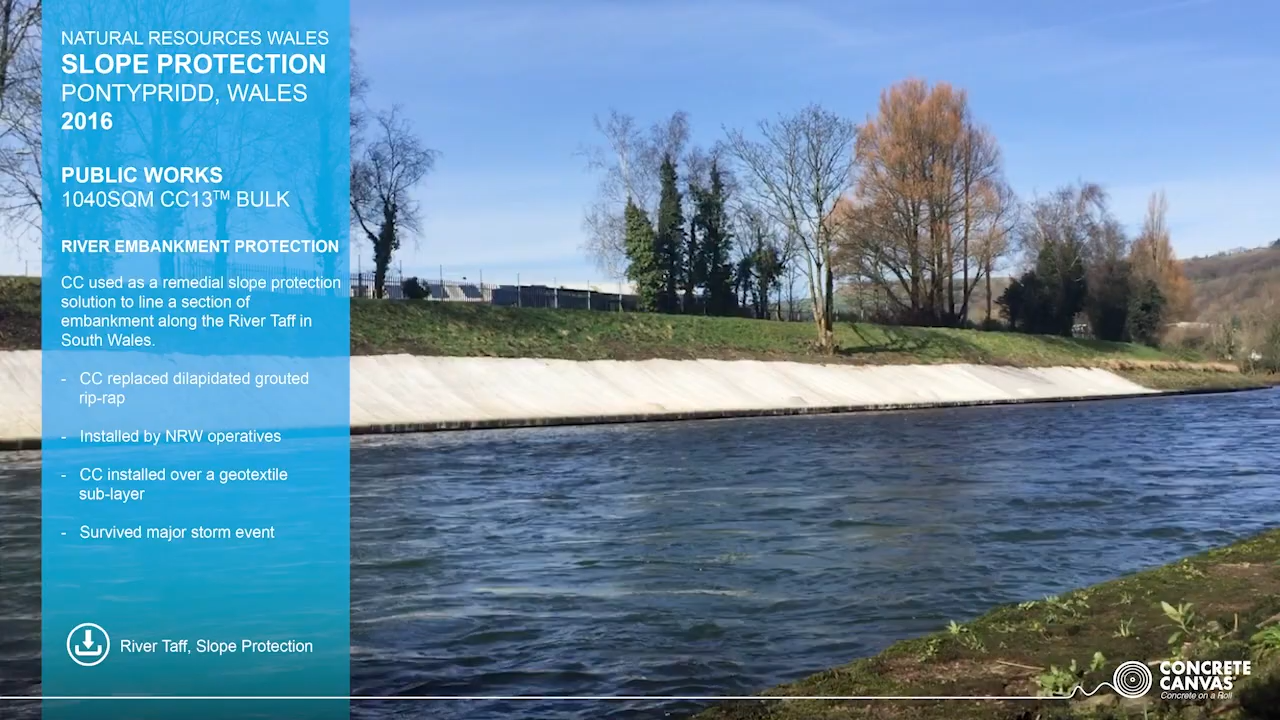 NATURAL RESOURCES WALES
SLOPE PROTECTION
PONTYPRIDD, WALES
2016
PUBLIC WORKS
1040SQM CC13™ BULK
RIVER EMBANKMENT PROTECTION
CC used as a remedial slope protection
solution to line a section of
embankment along the River Taff in
South Wales.
- CC replaced dilapidated grouted
rip-rap
- Installed by NRW operatives
- CC installed over a geotextile
sub-layer
- Survived major storm event
River Taff, Slope Protection
CONCRETE
CANVAS
Concrete on a Roll